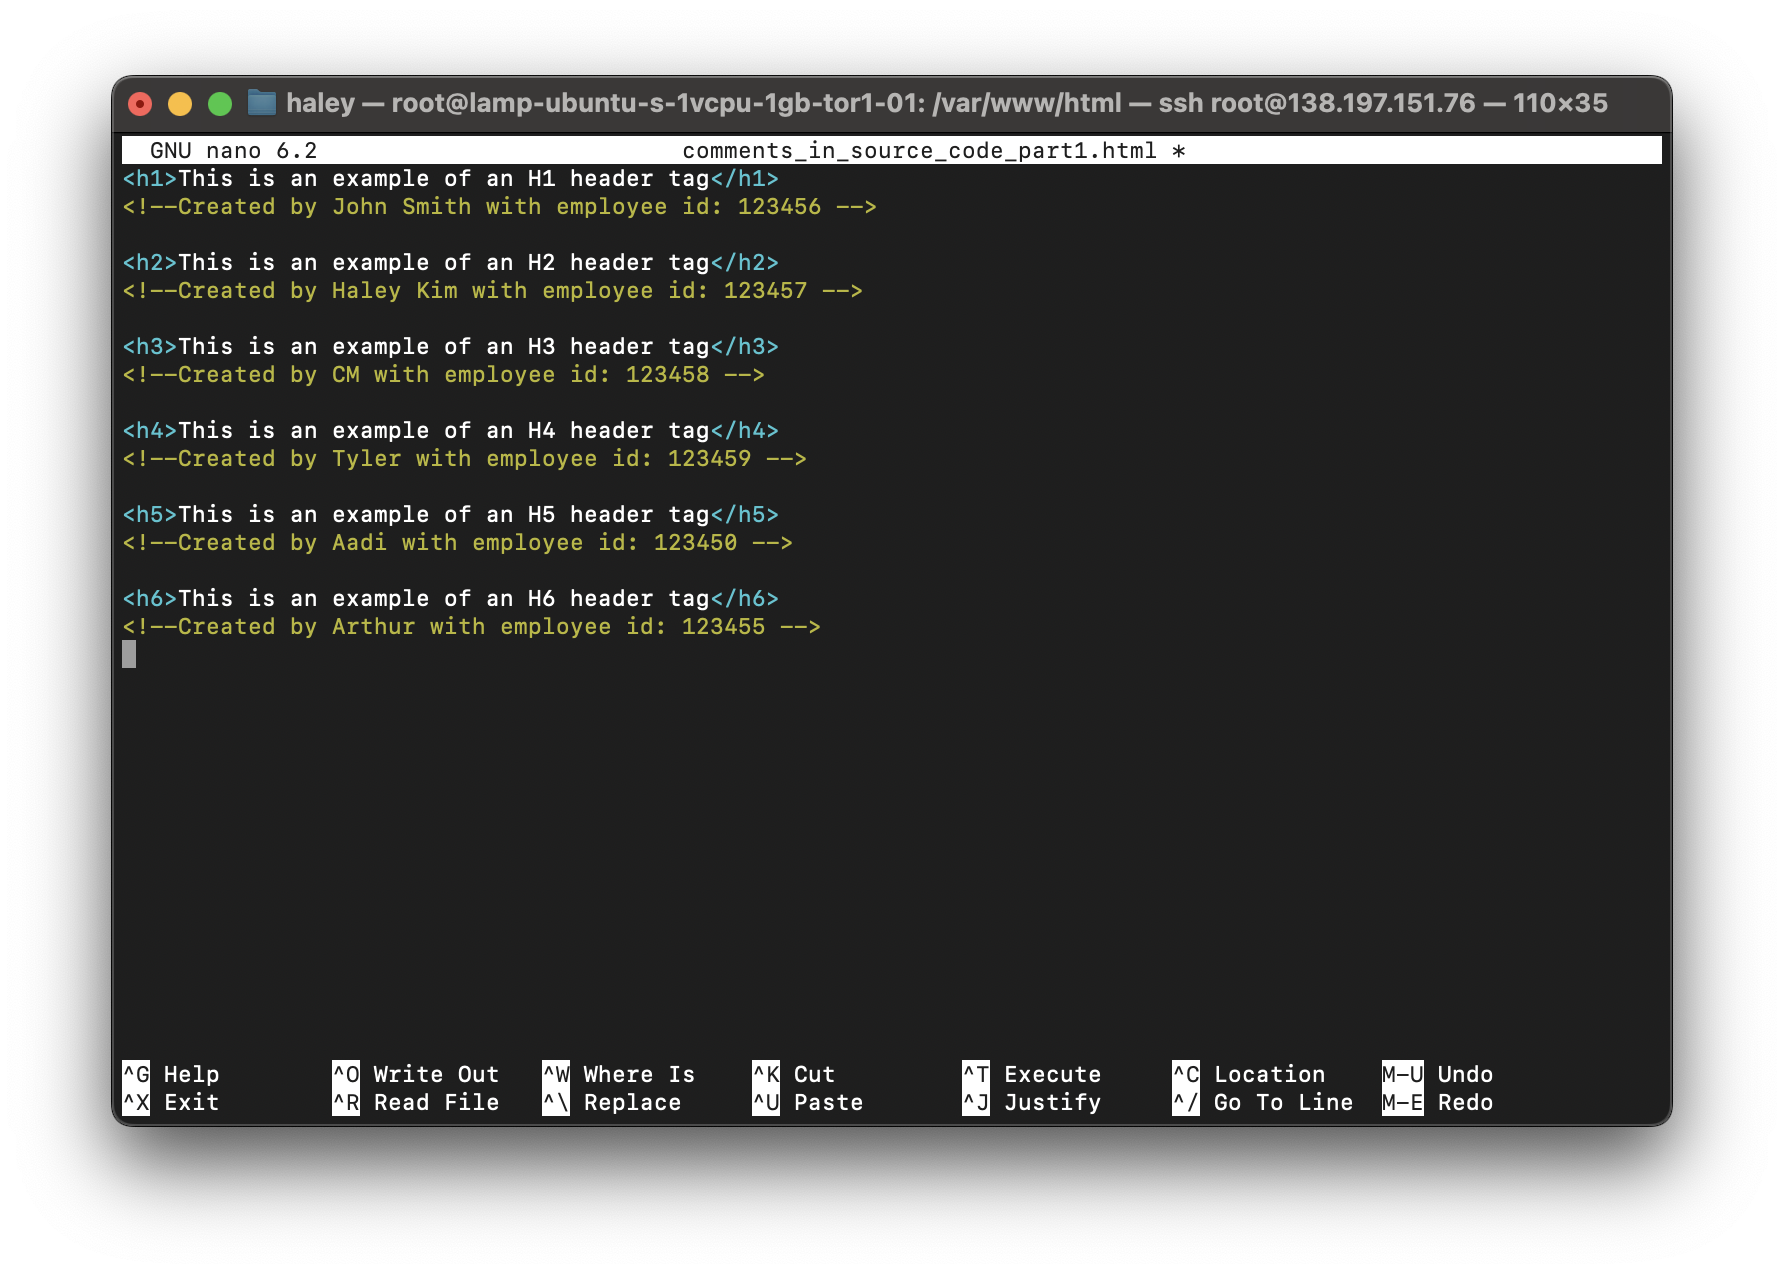 haley — root@lamp-ubuntu-s-1vcpu-1gb-tor1-01: /var/www/html — ssh root@138.197.151.76 — 110×35
GNU nano 6.2 comments_in_source_code_part1.html *
<h1>This is an example of an H1 header tag</h1>
<!--Created by John Smith with employee id: 123456 -->
<h2>This is an example of an H2 header tag</h2>
<!--Created by Haley Kim with employee id: 123457 -->
<h3>This is an example of an H3 header tag</h3>
<!--Created by CM with employee id: 123458 -->
<h4>This is an example of an H4 header tag</h4>
<!--Created by Tyler with employee id: 123459 -->
<h5>This is an example of an H5 header tag</h5>
<!--Created by Aadi with employee id: 123450 -->
<h6>This is an example of an H6 header tag</h6>
<!--Created by Arthur with employee id: 123455 -->
^G Help ^O Write Out ^W Where Is ^K Cut ^T Execute ^C Location M-U Undo
^X Exit ^R Read File ^\ Replace ^U Paste ^J Justify ^/ Go To Line M-E Redo